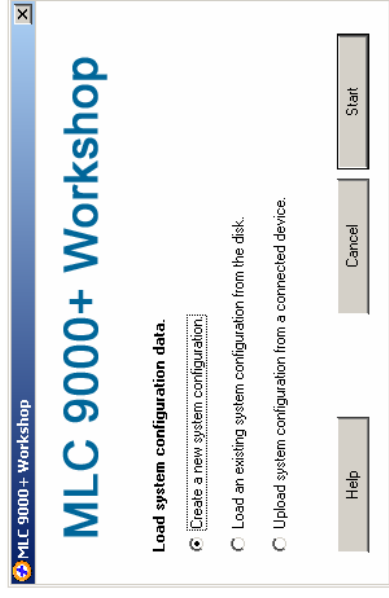 MLC 9000+ Workshop
MLC 9000+ Workshop
Load system configuration data.
Create a new system configuration.
Load an existing system configuration from the disk.
Upload system configuration from a connected device.
Help
Cancel
Start